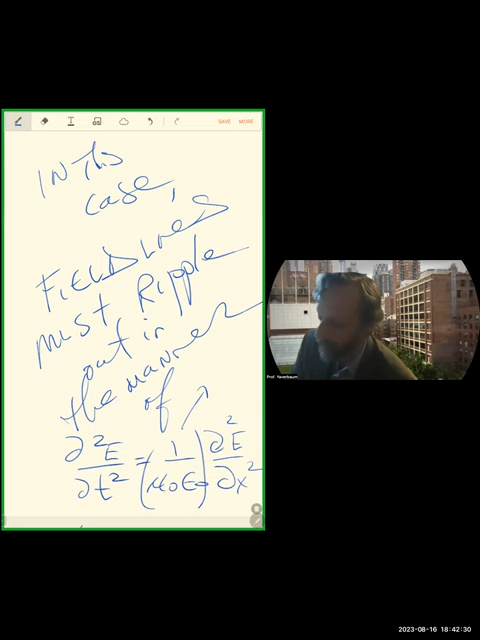 SAVE MORE
IN This
case,
FIELD LINES
MUST Ripple
out in
the manner
of
∂²E/∂t² = (1/μ₀ε₀) ∂²E/∂x²
Prof. Yaverbaum
2023-08-16 18:42:30